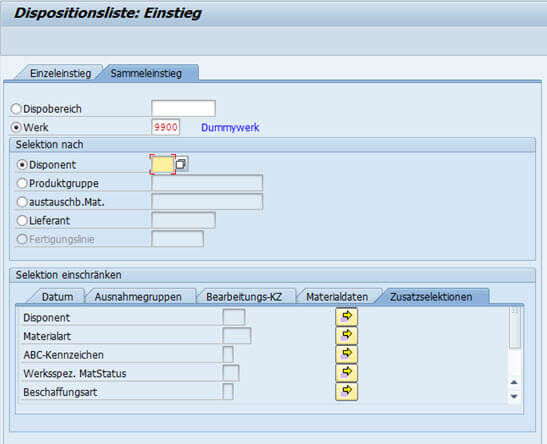 Dispositionsliste: Einstieg
Einzeleinstieg Sammeleinstieg
Dispobereich
Werk 9900 Dummywerk
Selektion nach
Disponent
Produktgruppe
austauschb.Mat.
Lieferant
Fertigungslinie
Selektion einschränken
Datum Ausnahmegruppen Bearbeitungs-KZ Materialdaten Zusatzselektionen
Disponent
Materialart
ABC-Kennzeichen
Werksspez. MatStatus
Beschaffungsart